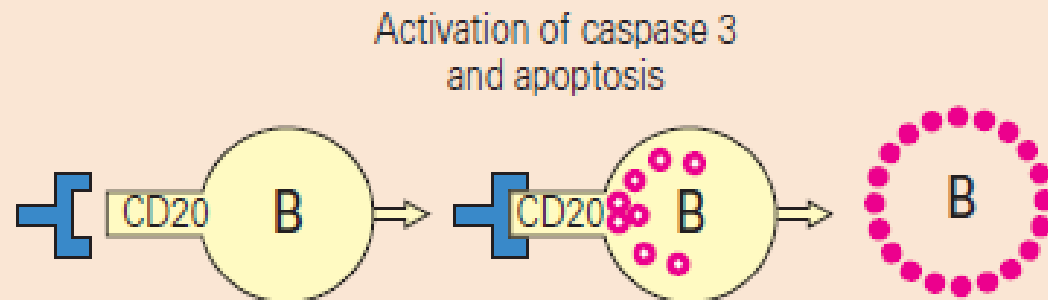 Activation of caspase 3
and apoptosis
CD20 B CD20 B B